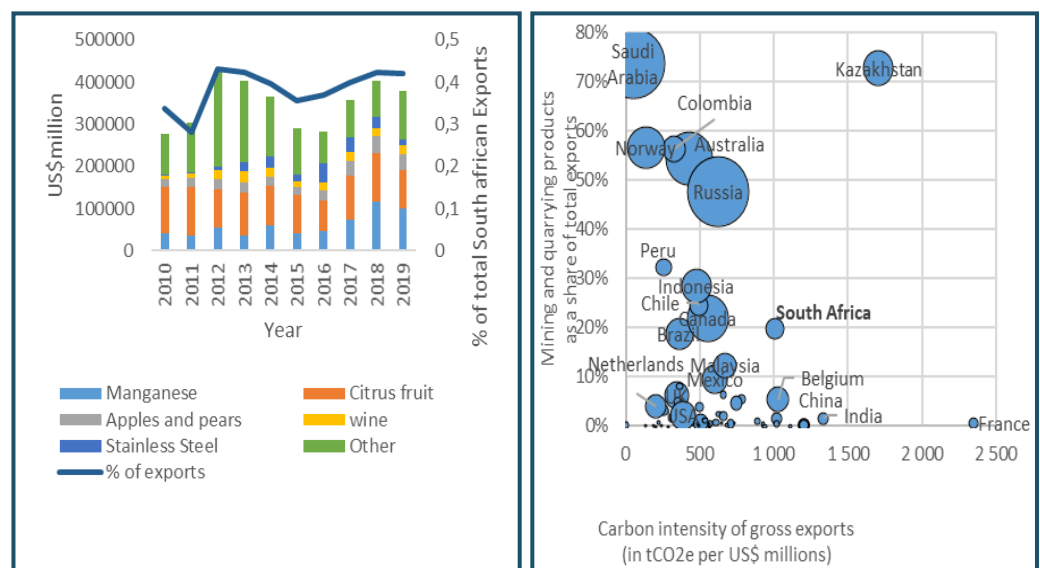 500000
400000
300000
200000
100000
0
US$million
0,5
0,4
0,3
0,2
0,1
0
% of total South african Exports
2010
2011
2012
2013
2014
2015
2016
2017
2018
2019
Year
Manganese
Citrus fruit
Apples and pears
wine
Stainless Steel
Other
% of exports
80%
70%
60%
50%
40%
30%
20%
10%
0%
Mining and quarrying products
as a share of total exports
Saudi
Arabia
Kazakhstan
Colombia
Norway
Australia
Russia
Peru
Indonesia
Chile
Canada
South Africa
Brazil
Netherlands
Malaysia
Mexico
Belgium
China
USA
India
France
0
500
1 000
1 500
2 000
2 500
Carbon intensity of gross exports
(in tCO2e per US$ millions)